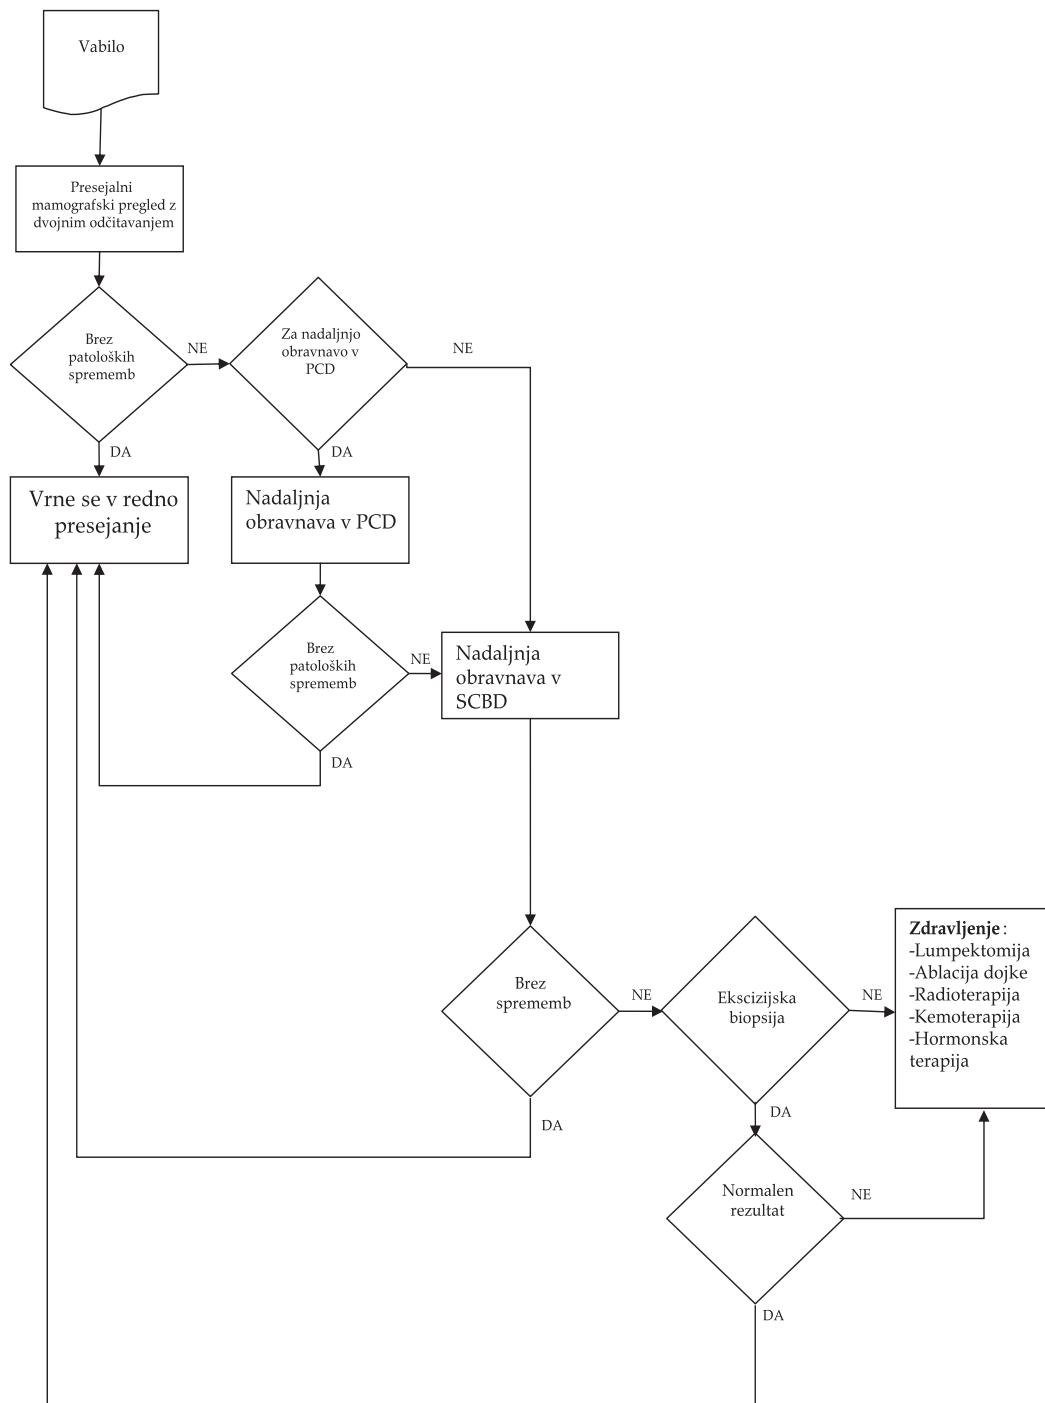 Vabilo
Presejalni
mamografski pregled z
dvojnim odčitavanjem
Brez
patoloških
sprememb
NE
Za nadaljnjo
obravnavo v
PCD
NE
DA
DA
Vrne se v redno
presejanje
Nadaljnja
obravnava v PCD
Brez
patoloških
sprememb
NE
Nadaljnja
obravnava v
SCBD
DA
Brez
sprememb
NE
Ekscizijska
biopsija
NE
Zdravljenje:
-Lumpektomija
-Ablacija dojke
-Radioterapija
-Kemoterapija
-Hormonska
terapija
DA
DA
Normalen
rezultat
NE
DA